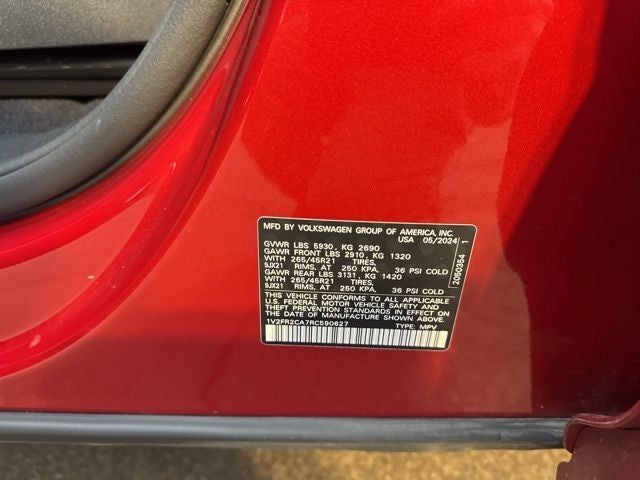 MFD BY VOLKSWAGEN GROUP OF AMERICA, INC.
USA 05/2024
GVWR LBS 5930, KG 2690
GAWR FRONT LBS 2910, KG 1320
WITH 265/45R21 TIRES,
9JX21 RIMS, AT 250 KPA, 36 PSI COLD
GAWR REAR LBS 3131, KG 1420
WITH 265/45R21 TIRES,
9JX21 RIMS, AT 250 KPA, 36 PSI COLD
THIS VEHICLE CONFORMS TO ALL APPLICABLE
U.S. FEDERAL MOTOR VEHICLE SAFETY AND
THEFT PREVENTION STANDARDS IN EFFECT ON
THE DATE OF MANUFACTURE SHOWN ABOVE.
1V2FR2CA7RC590627 TYPE: MPV
2060364 1